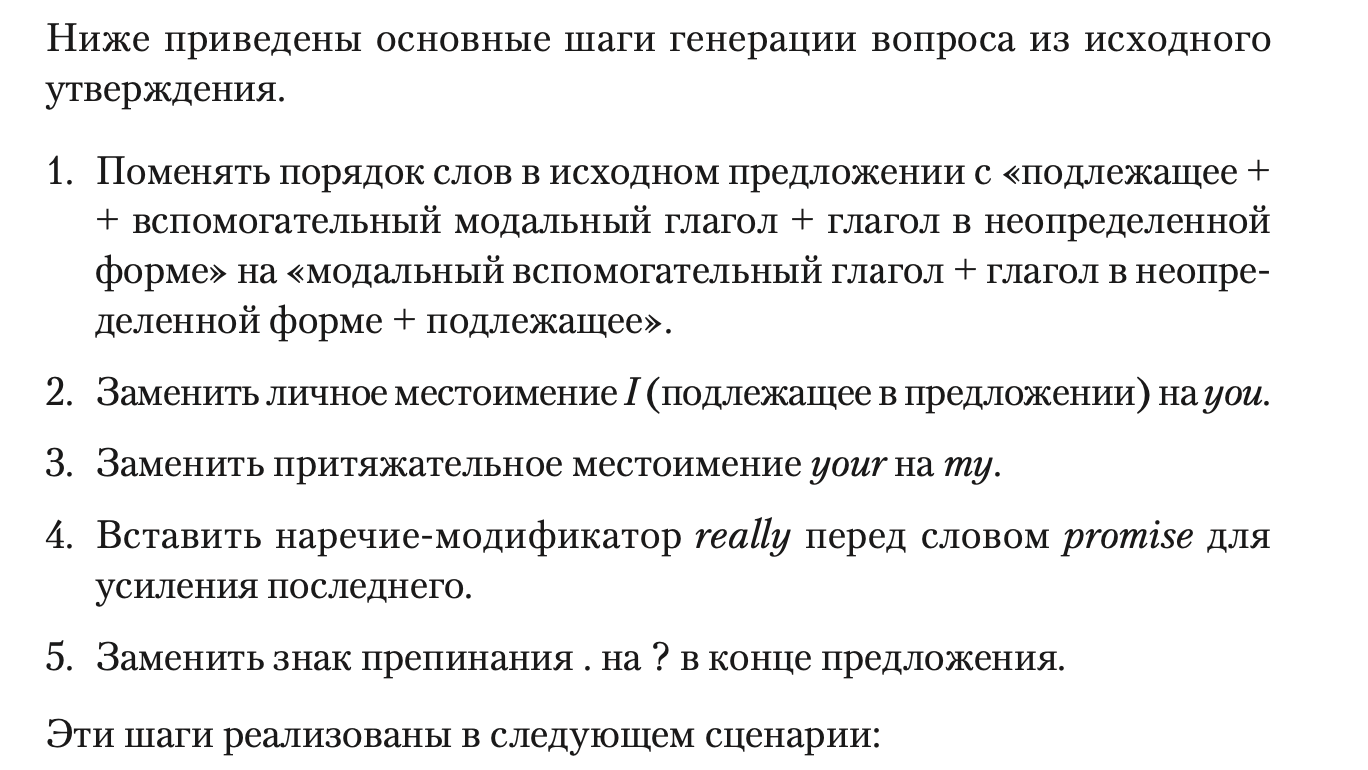 Ниже приведены основные шаги генерации вопроса из исходного
утверждения.
1. Поменять порядок слов в исходном предложении с «подлежащее +
+ вспомогательный модальный глагол + глагол в неопределенной
форме» на «модальный вспомогательный глагол + глагол в неопре-
деленной форме + подлежащее».
2. Заменить личное местоимение I (подлежащее в предложении) на you.
3. Заменить притяжательное местоимение your на my.
4. Вставить наречие-модификатор really перед словом promise для
усиления последнего.
5. Заменить знак препинания . на ? в конце предложения.
Эти шаги реализованы в следующем сценарии: